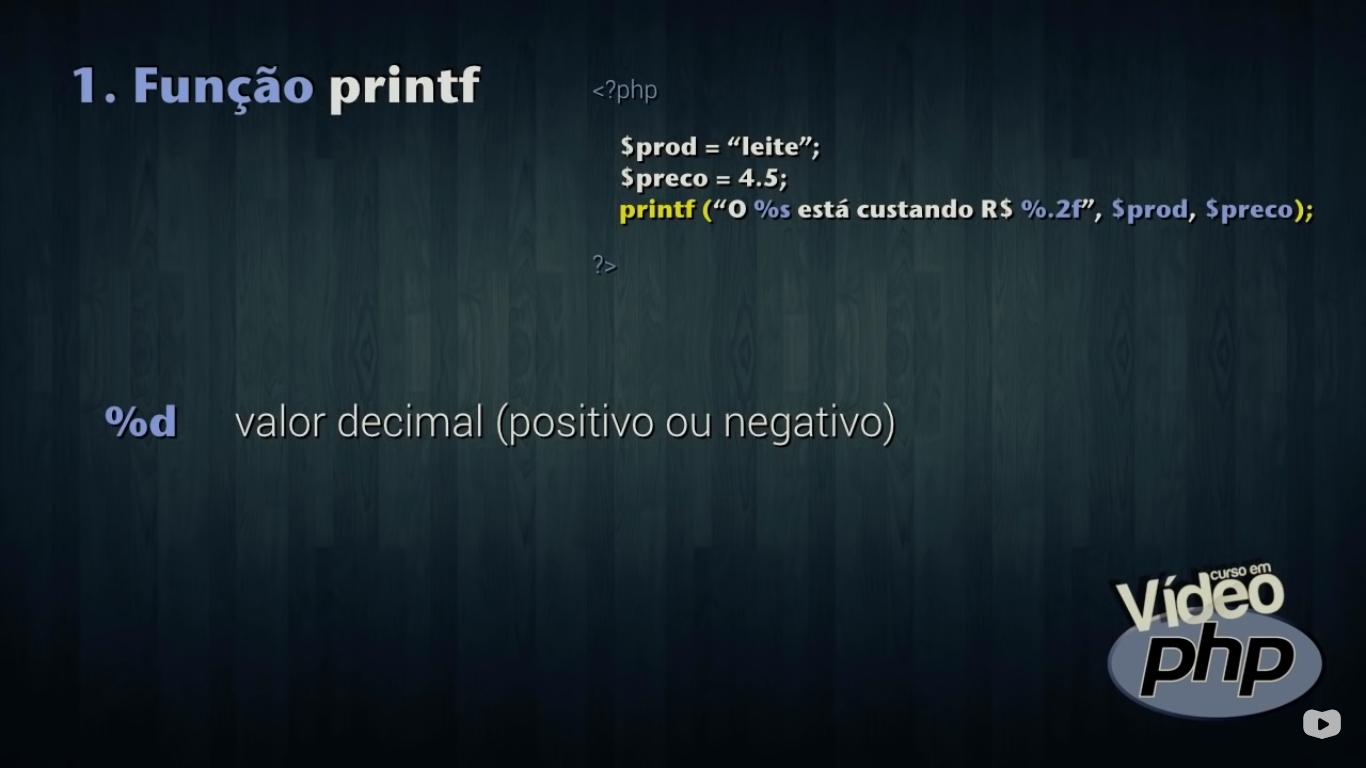 1. Função printf
<?php
$prod = “leite”;
$preco = 4.5;
printf (“O %s está custando R$ %.2f”, $prod, $preco);
?>
%d valor decimal (positivo ou negativo)
curso em
Vídeo
php